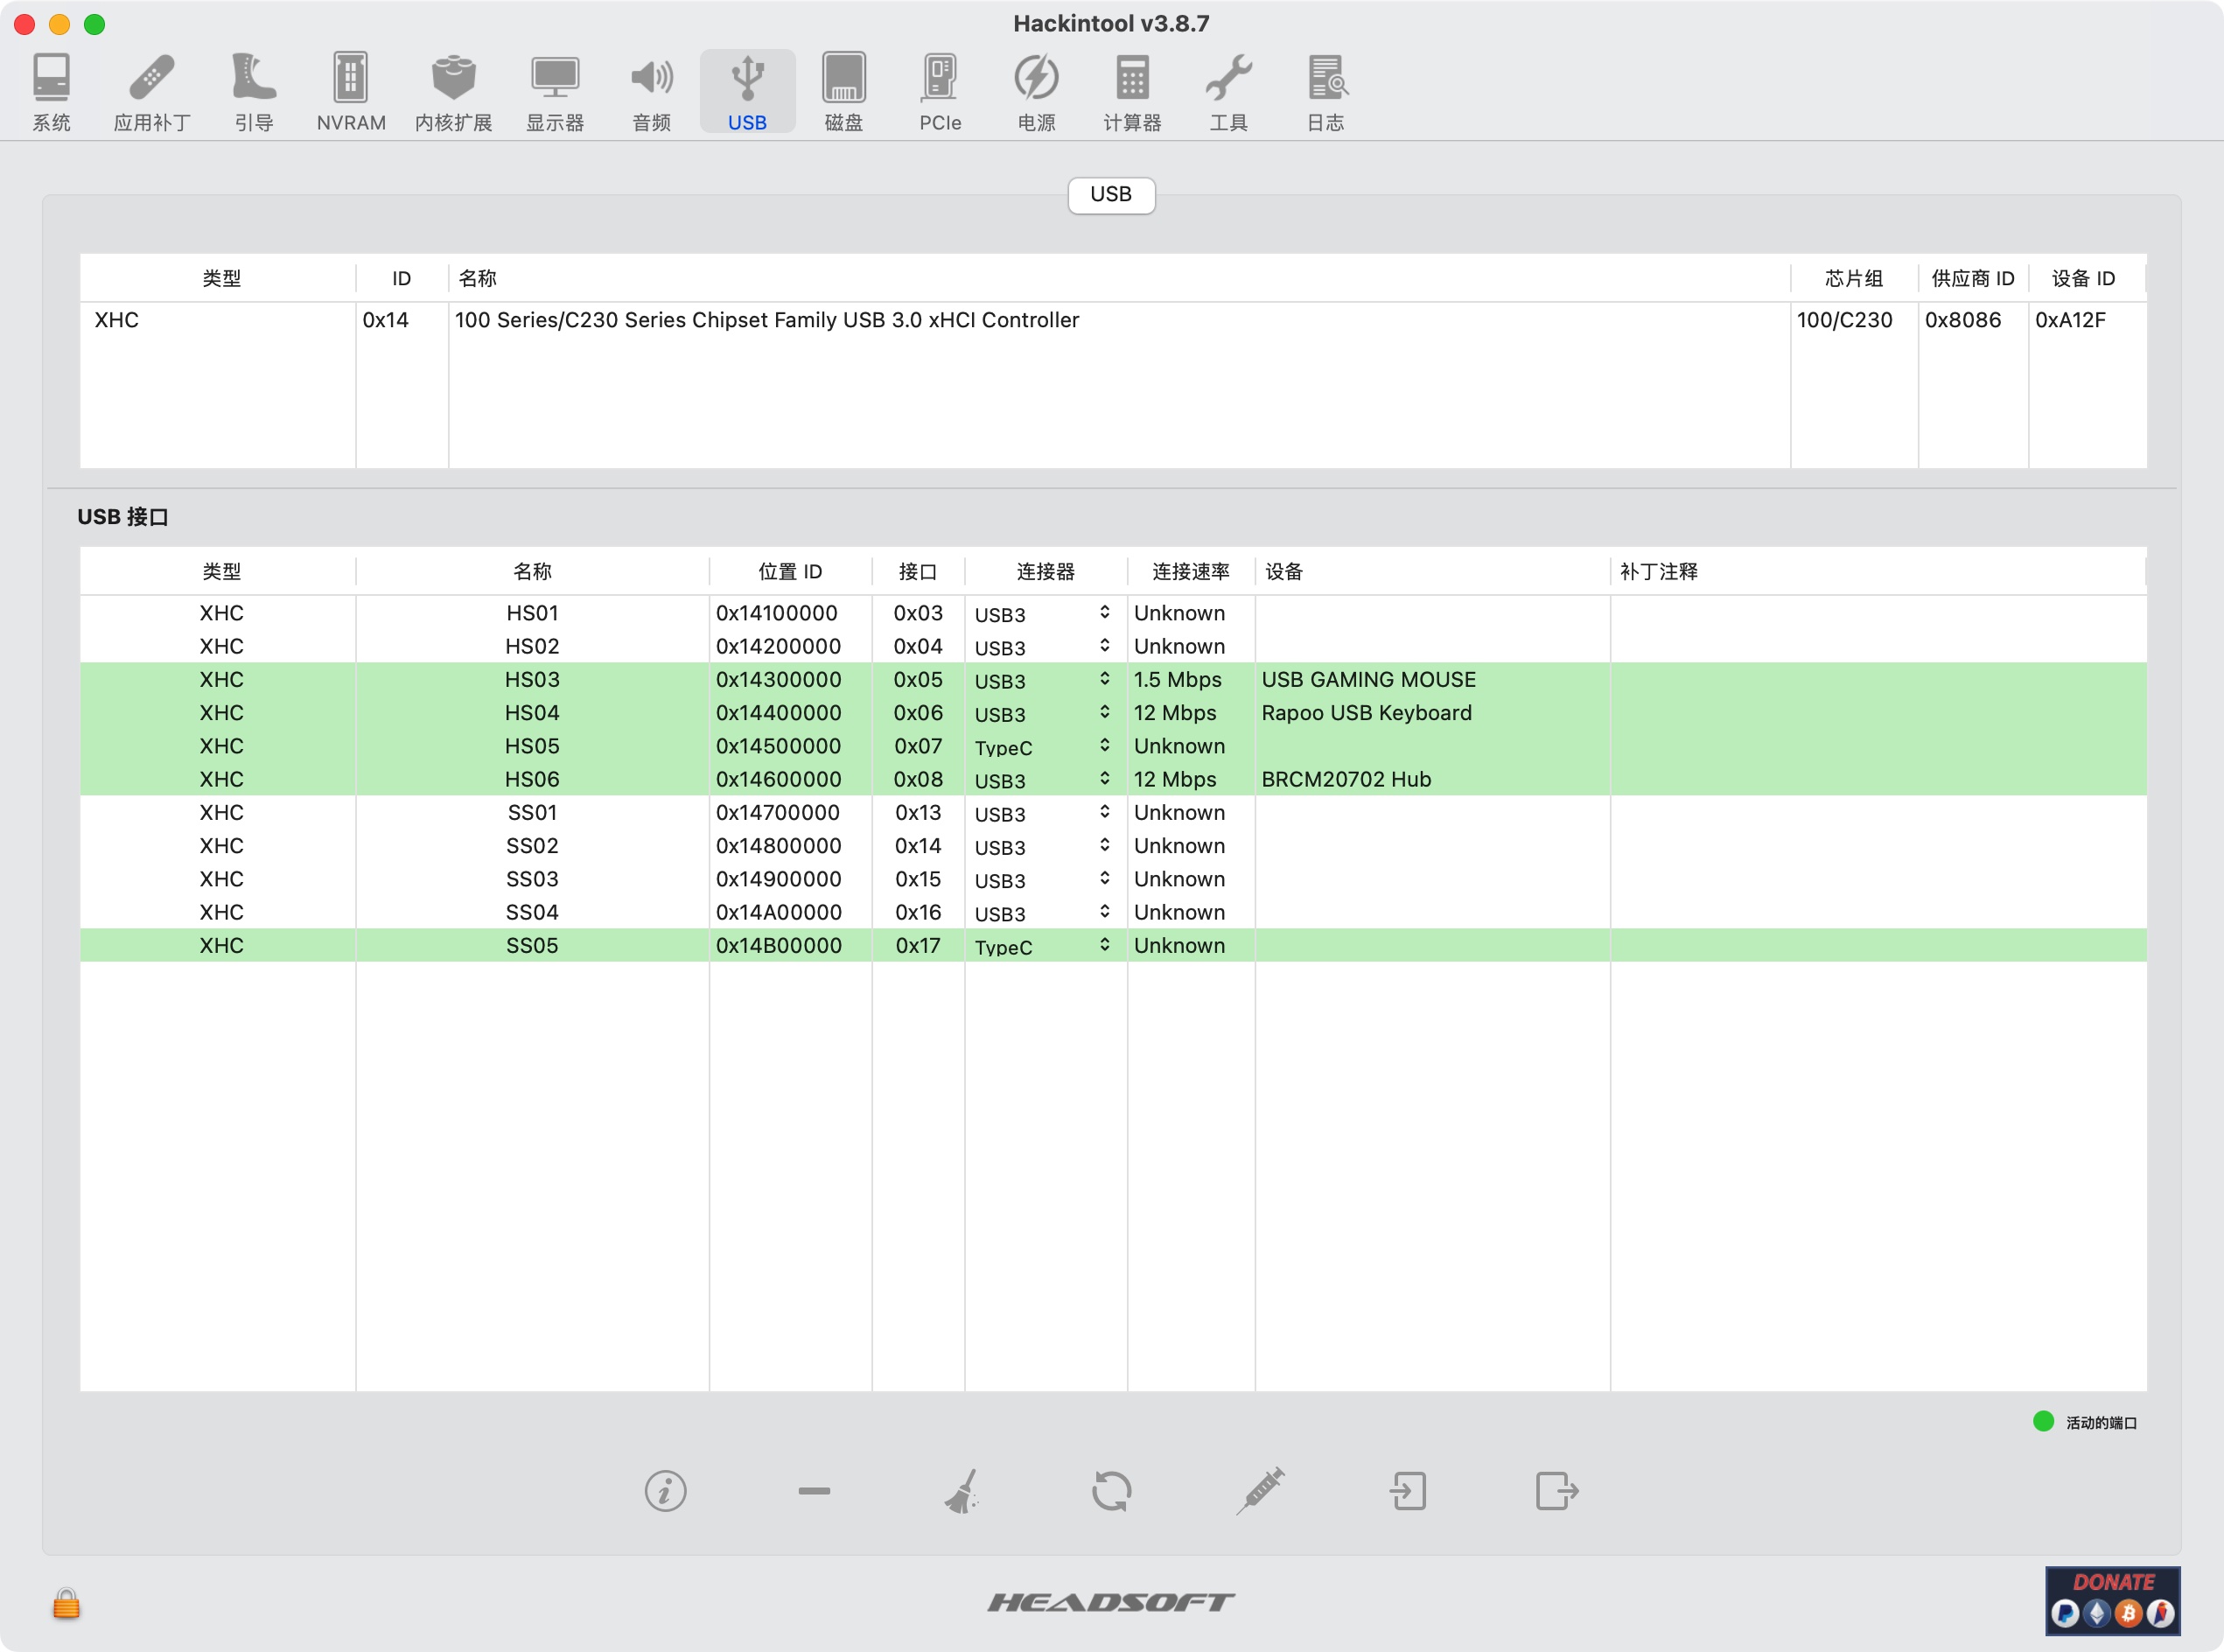 Hackintool v3.8.7
系统 应用补丁 引导 NVRAM 内核扩展 显示器 音频 USB 磁盘 PCIe 电源 计算器 工具 日志
USB
类型 ID 名称 芯片组 供应商 ID 设备 ID
XHC 0x14 100 Series/C230 Series Chipset Family USB 3.0 xHCI Controller 100/C230 0x8086 0xA12F
USB 接口
类型 名称 位置 ID 接口 连接器 连接速率 设备 补丁注释
XHC HS01 0x14100000 0x03 USB3 Unknown
XHC HS02 0x14200000 0x04 USB3 Unknown
XHC HS03 0x14300000 0x05 USB3 1.5 Mbps USB GAMING MOUSE
XHC HS04 0x14400000 0x06 USB3 12 Mbps Rapoo USB Keyboard
XHC HS05 0x14500000 0x07 TypeC Unknown
XHC HS06 0x14600000 0x08 USB3 12 Mbps BRCM20702 Hub
XHC SS01 0x14700000 0x13 USB3 Unknown
XHC SS02 0x14800000 0x14 USB3 Unknown
XHC SS03 0x14900000 0x15 USB3 Unknown
XHC SS04 0x14A00000 0x16 USB3 Unknown
XHC SS05 0x14B00000 0x17 TypeC Unknown
活动的端口
HEADSOFT
DONATE